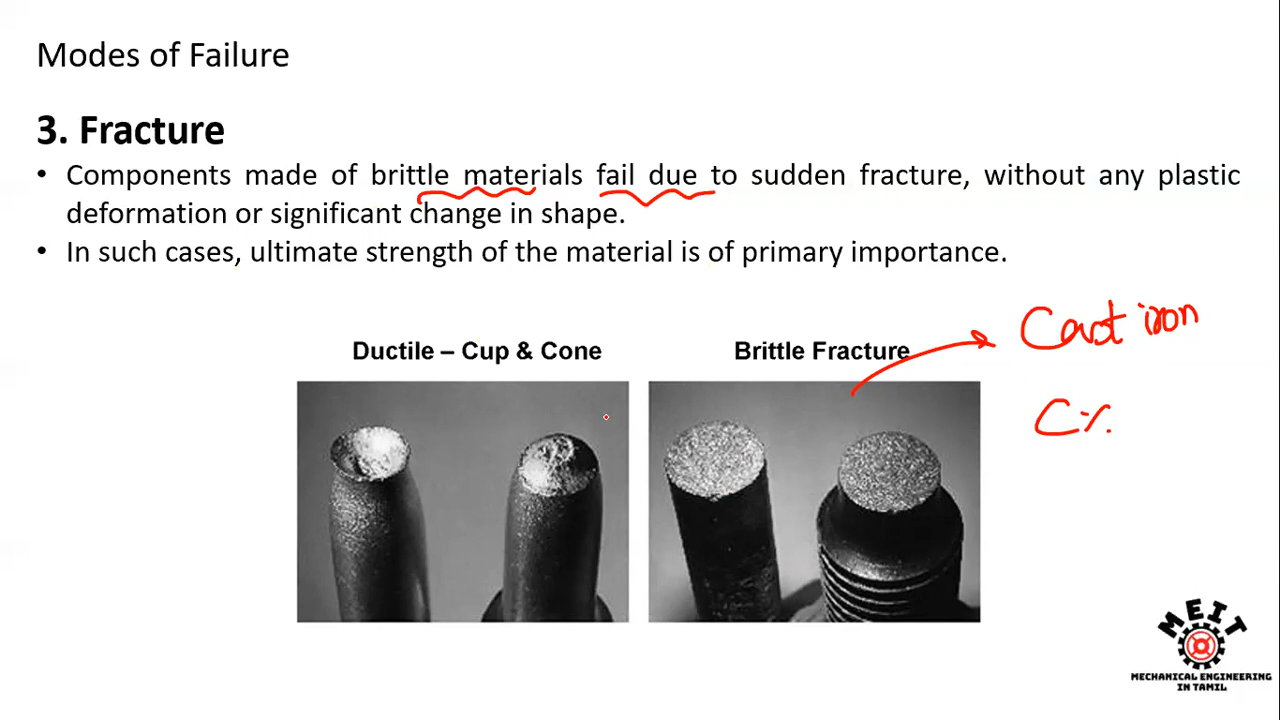 Modes of Failure
3. Fracture
• Components made of brittle materials fail due to sudden fracture, without any plastic
deformation or significant change in shape.
• In such cases, ultimate strength of the material is of primary importance.
Cast iron
Ductile – Cup & Cone
Brittle Fracture
C%
MEIT
MECHANICAL ENGINEERING
IN TAMIL